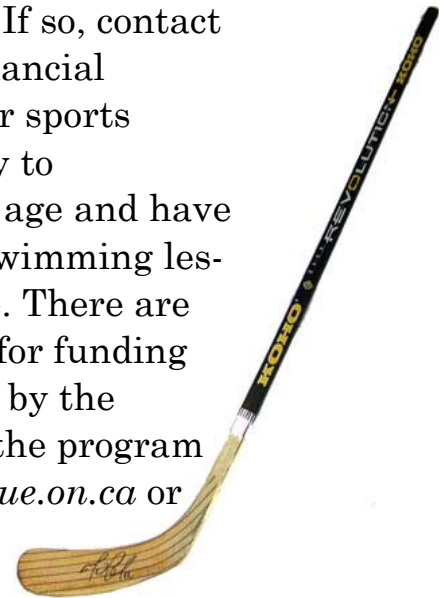 If so, contact
nancial
r sports
y to
age and have
wimming les-
. There are
for funding
by the
the program
ue.on.ca or
KOHO
REVOLUTION
KOHO